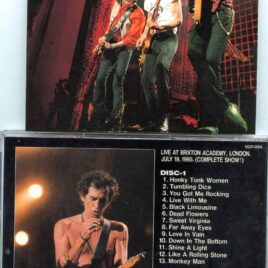 VGP-094
LIVE AT BRIXTON ACADEMY, LONDON,
JULY 19, 1995. (COMPLETE SHOW!)
DISC-1
1. Honky Tonk Women
2. Tumbling Dice
3. You Got Me Rocking
4. Live With Me
5. Black Limousine
6. Dead Flowers
7. Sweet Virginia
8. Far Away Eyes
9. Love In Vain
10. Down In The Bottom
11. Shine A Light
12. Like A Rolling Stone
13. Monkey Man